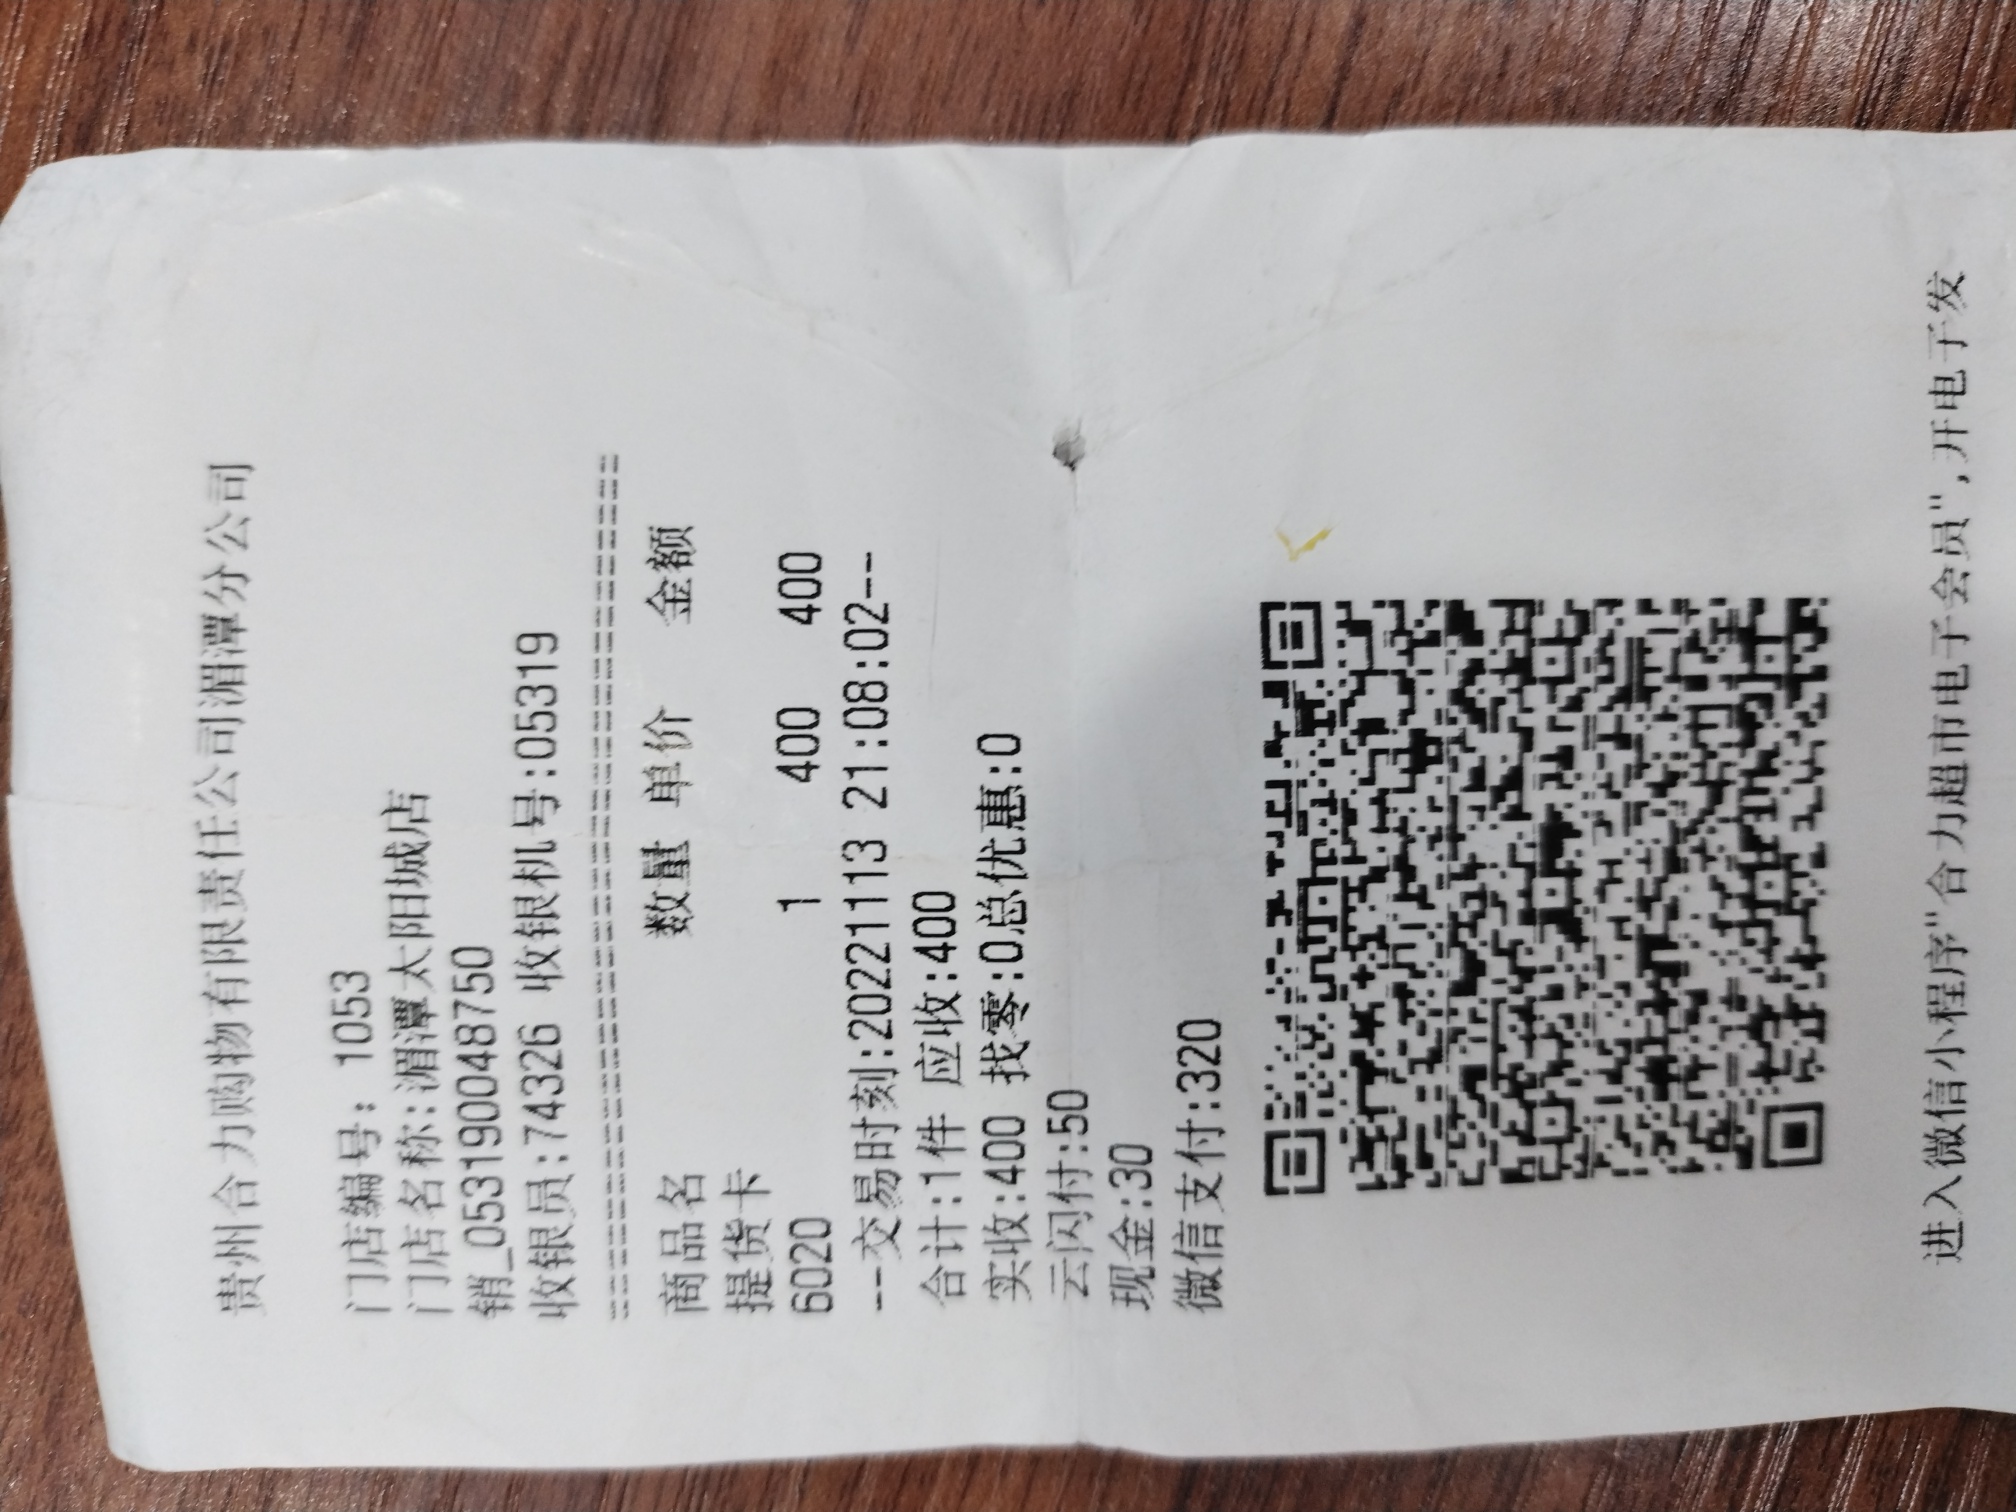 贵州合力购物有限责任公司湄潭分公司
门店编号: 1053
门店名称:湄潭太阳城店
销_053190048750
收银员:74326 收银机号:05319
================================
商品名 数量 单价 金额
提货卡
6020 1 400 400
--交易时刻:20221113 21:08:02--
合计:1件 应收:400
实收:400 找零:0总优惠:0
云闪付:50
现金:30
微信支付:320
进入微信小程序"合力超市电子会员",开电子发